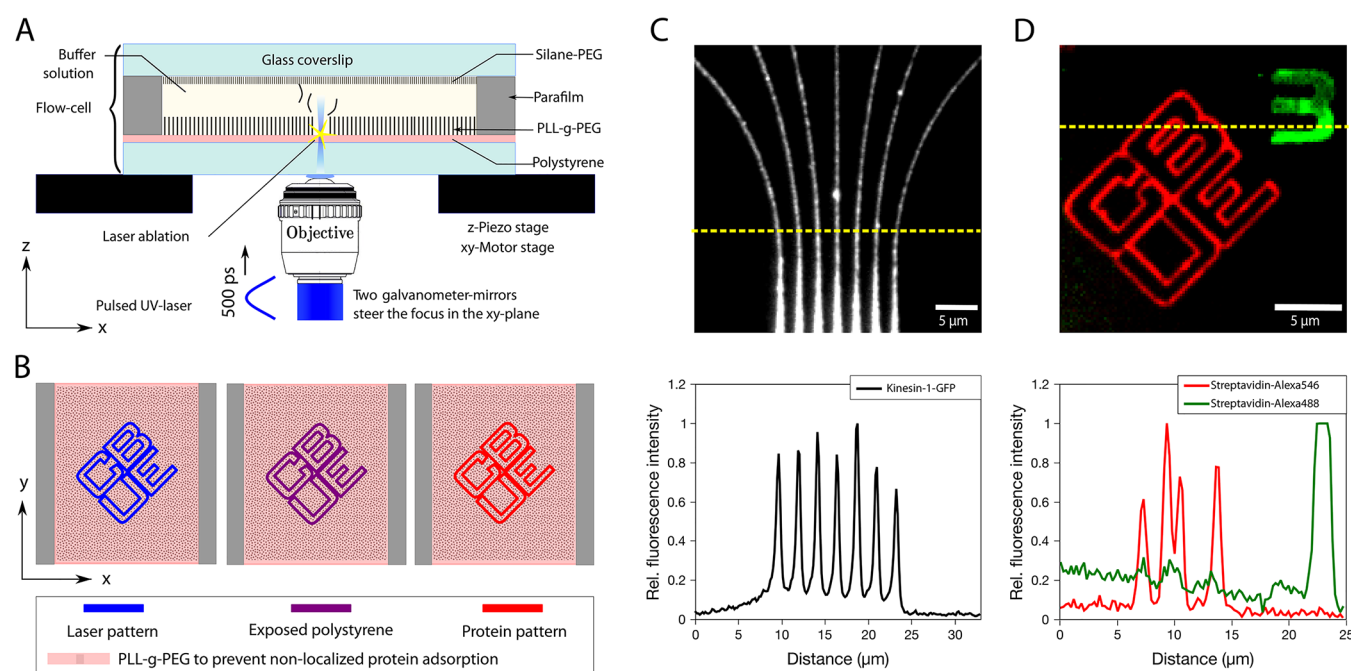 A
Buffer
solution
Flow-cell
Glass coverslip
Silane-PEG
Parafilm
PLL-g-PEG
Polystyrene
Laser ablation
Objective
z-Piezo stage
xy-Motor stage
Pulsed UV-laser
500 ps
Two galvanometer-mirrors
steer the focus in the xy-plane
z
x
B
y
x
BCUBE
BCUBE
BCUBE
Laser pattern
Exposed polystyrene
Protein pattern
PLL-g-PEG to prevent non-localized protein adsorption
C
5 µm
Kinesin-1-GFP
Rel. fluorescence intensity
1.2
1
0.8
0.6
0.4
0.2
0
0
5
10
15
20
25
30
Distance (µm)
D
BCUBE
3
5 µm
Streptavidin-Alexa546
Streptavidin-Alexa488
Rel. fluorescence intensity
1.2
1
0.8
0.6
0.4
0.2
0
0
5
10
15
20
25
Distance (µm)